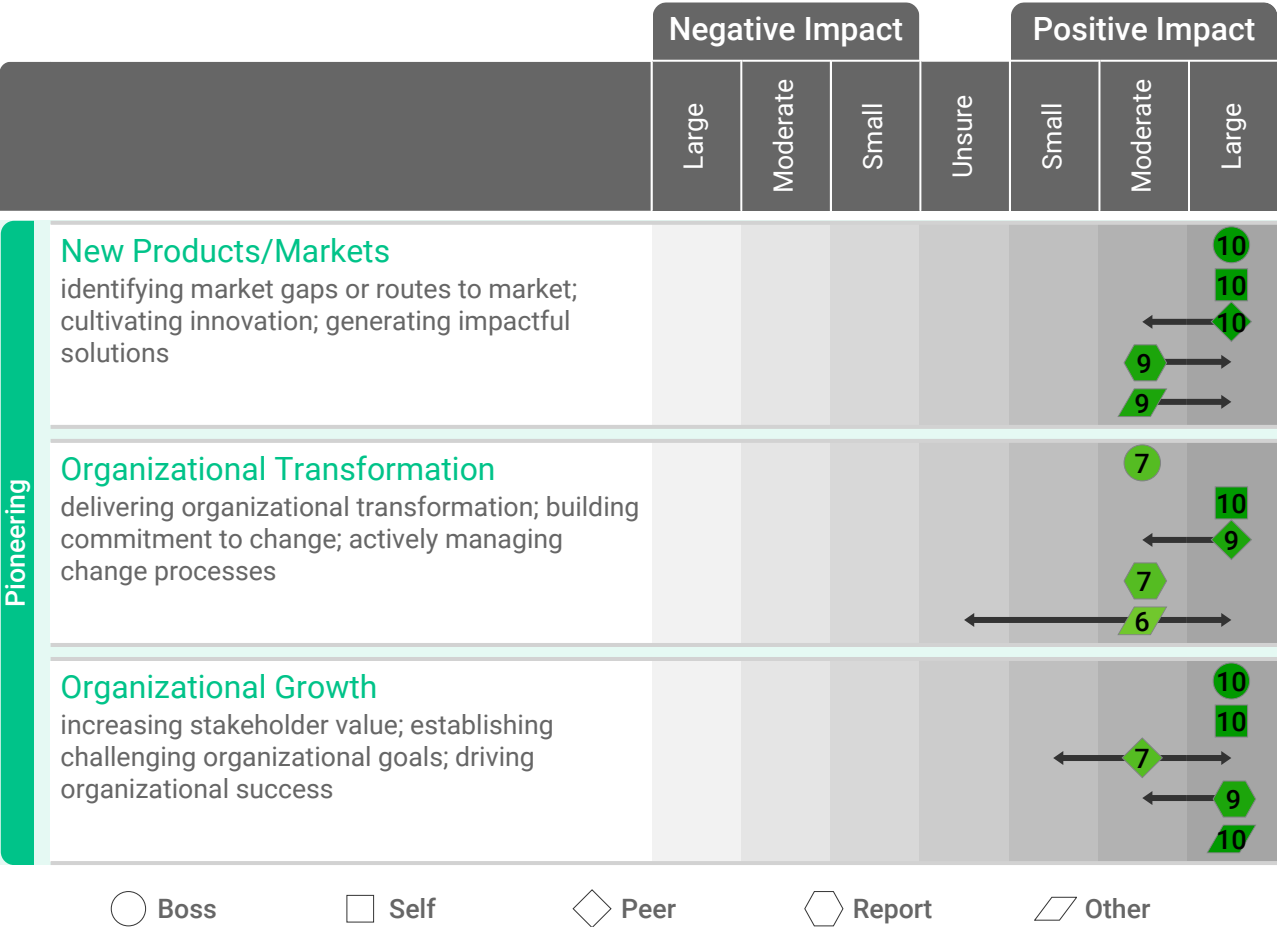 Negative Impact
Positive Impact
Large
Moderate
Small
Unsure
Small
Moderate
Large
Pioneering
New Products/Markets
identifying market gaps or routes to market;
cultivating innovation; generating impactful
solutions
10
10
10
9
9
Organizational Transformation
delivering organizational transformation; building
commitment to change; actively managing
change processes
7
10
9
7
6
Organizational Growth
increasing stakeholder value; establishing
challenging organizational goals; driving
organizational success
10
10
7
9
10
Boss
Self
Peer
Report
Other